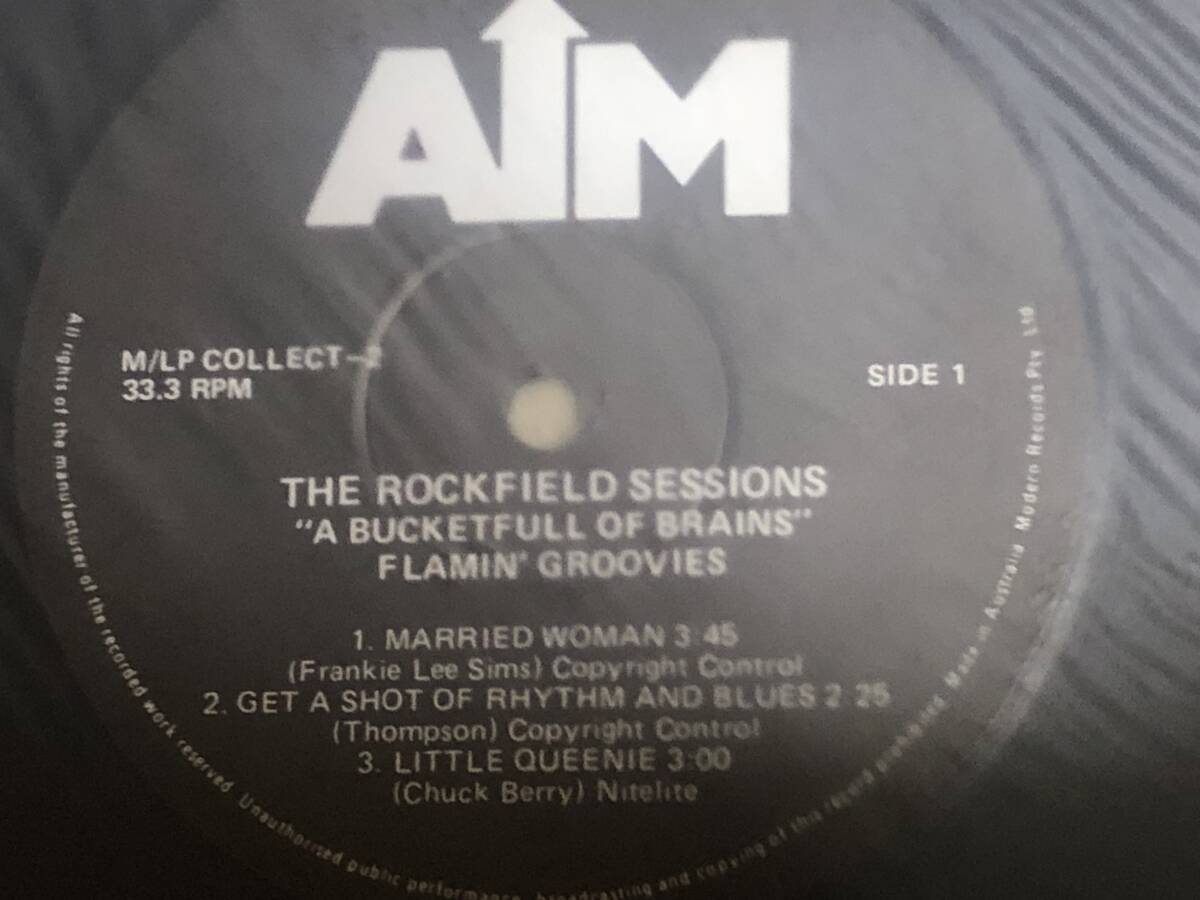 AIM
M/LP COLLECT-2
33.3 RPM
SIDE 1
THE ROCKFIELD SESSIONS
"A BUCKETFULL OF BRAINS"
FLAMIN' GROOVIES
1. MARRIED WOMAN 3:45
(Frankie Lee Sims) Copyright Control
2. GET A SHOT OF RHYTHM AND BLUES 2:25
(Thompson) Copyright Control
3. LITTLE QUEENIE 3:00
(Chuck Berry) Nitelite
All rights of the manufacturer of the recorded work reserved. Unauthorised public performance, broadcasting and copying of this record prohibited. Made in Australia Modern Records Pty. Ltd.